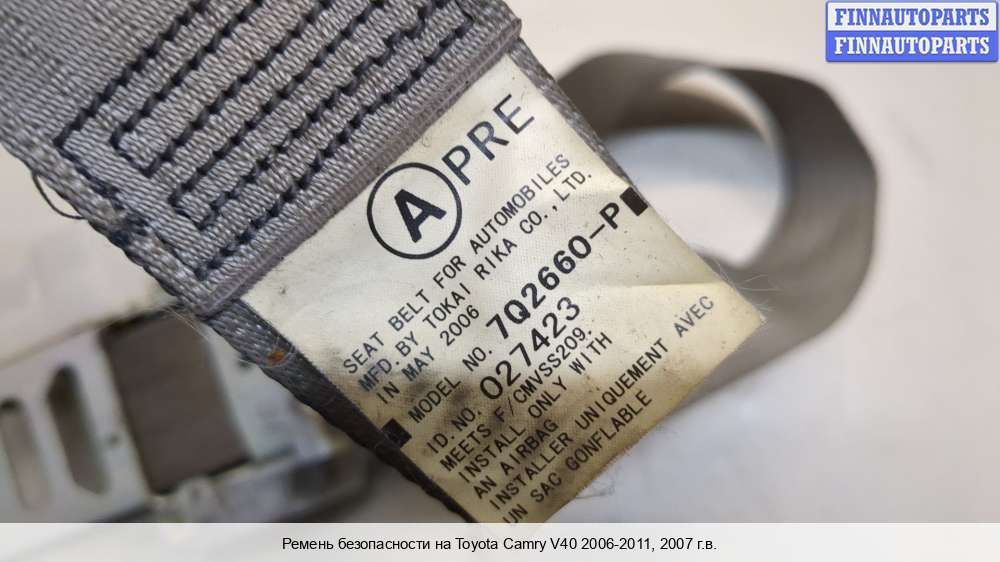 FINNAUTOPARTS
FINNAUTOPARTS
A PRE
SEAT BELT FOR AUTOMOBILES
MFD.BY TOKAI RIKA CO.,LTD.
IN MAY 2006
MODEL NO. 7Q2660-P
ID.NO. 027423
MEETS F/CMVSS209.
INSTALL ONLY WITH
AN AIRBAG
INSTALLER UNIQUEMENT AVEC
UN SAC GONFLABLE
Ремень безопасности на Toyota Camry V40 2006-2011, 2007 г.в.